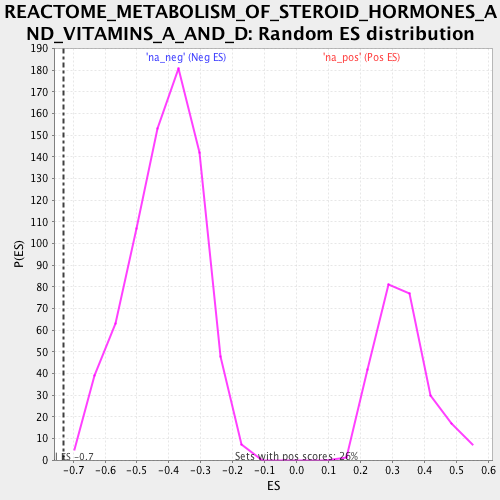 REACTOME_METABOLISM_OF_STEROID_HORMONES_A
ND_VITAMINS_A_AND_D: Random ES distribution
'na_neg' (Neg ES)
'na_pos' (Pos ES)
190
180
170
160
150
140
130
120
110
100
90
80
70
60
50
40
30
20
10
0
P(ES)
ES -0.7
Sets with pos scores: 26%
-0.7 -0.6 -0.5 -0.4 -0.3 -0.2 -0.1 0.0 0.1 0.2 0.3 0.4 0.5 0.6
ES